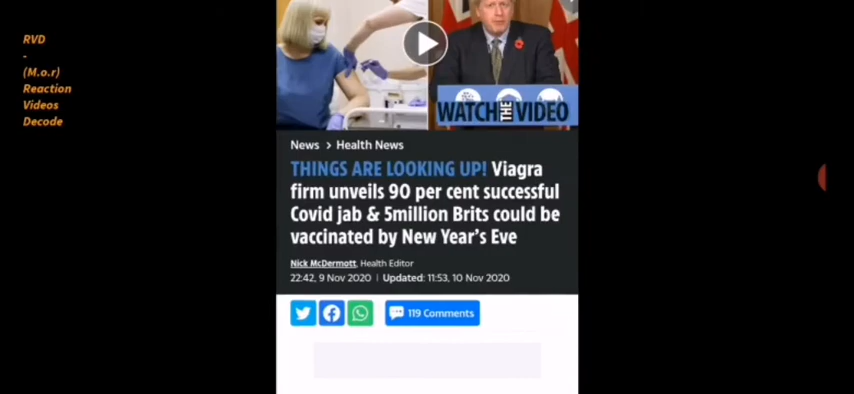 RVD
-
(M.o.r)
Reaction
Videos
Decode
WATCH THE VIDEO
News > Health News
THINGS ARE LOOKING UP! Viagra
firm unveils 90 per cent successful
Covid jab & 5million Brits could be
vaccinated by New Year's Eve
Nick McDermott, Health Editor
22:42, 9 Nov 2020 | Updated: 11:53, 10 Nov 2020
119 Comments